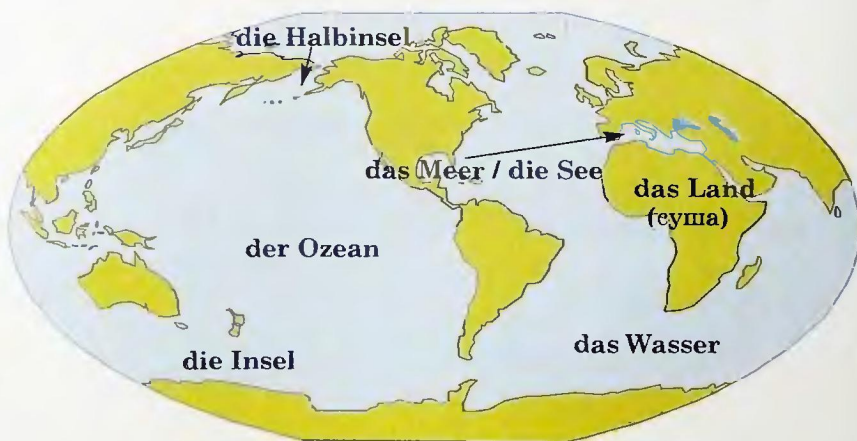 die Halbinsel
das Meer / die See
das Land
(суша)
der Ozean
die Insel
das Wasser